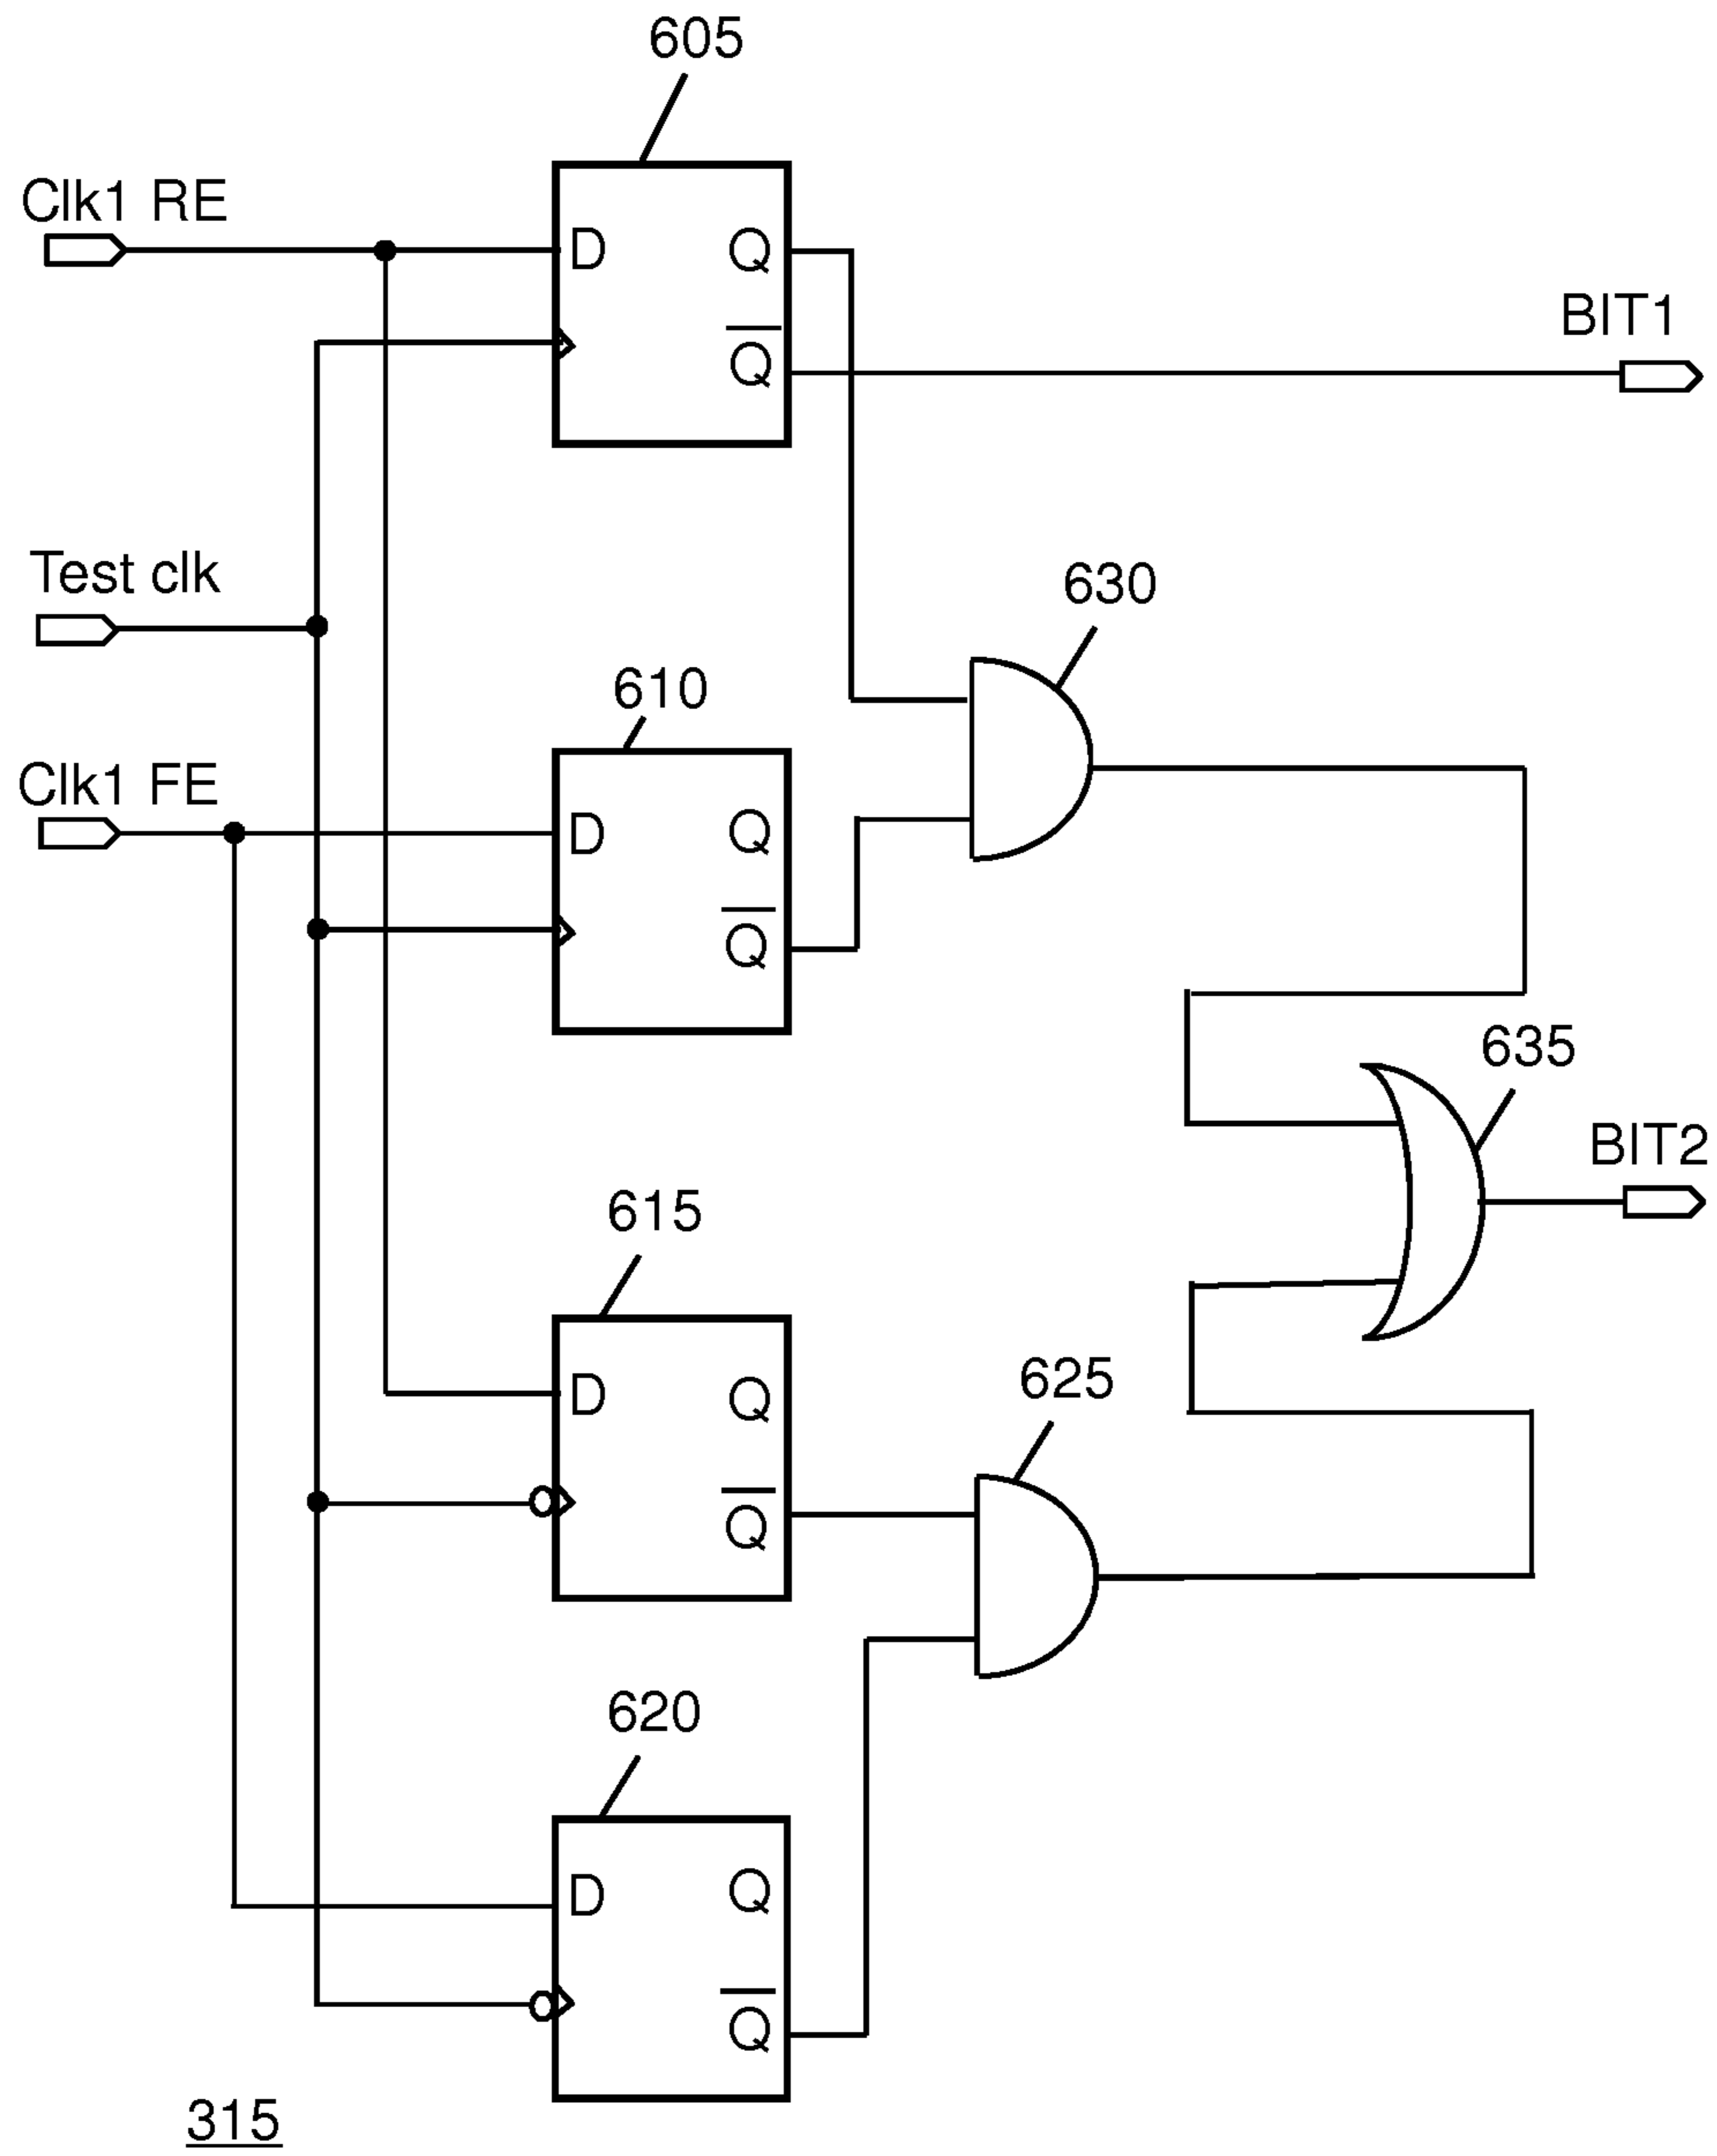 605
Clk1 RE
D
Q
Q
BIT1
Test clk
630
610
Clk1 FE
D
Q
Q
635
BIT2
615
625
D
Q
Q
620
D
Q
Q
315